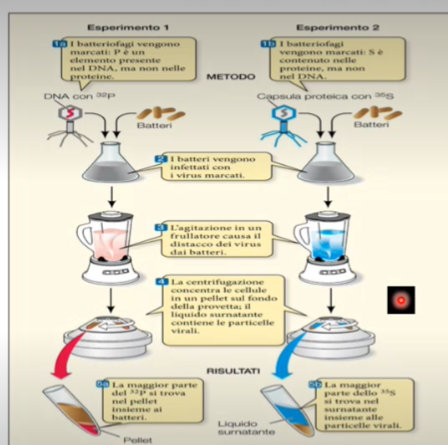 Esperimento 1
Esperimento 2
1a I batteriofagi vengono
marcati: P è un
elemento presente
nel DNA, ma non nelle
proteine.
1b I batteriofagi
vengono marcati: S è
contenuto nelle
proteine, ma non
nel DNA.
METODO
DNA con ³²P
Capsula proteica con ³⁵S
Batteri
Batteri
2 I batteri vengono
infettati con
i virus marcati.
3 L'agitazione in un
frullatore causa il
distacco dei virus
dai batteri.
4 La centrifugazione
concentra le cellule
in un pellet sul fondo
della provetta; il
liquido surnatante
contiene le particelle
virali.
RISULTATI
5a La maggior parte
del ³²P si trova
nel pellet
insieme ai
batteri.
5b La maggior
parte dello ³⁵S
si trova nel
surnatante
insieme alle
particelle virali.
Pellet
Liquido
surnatante